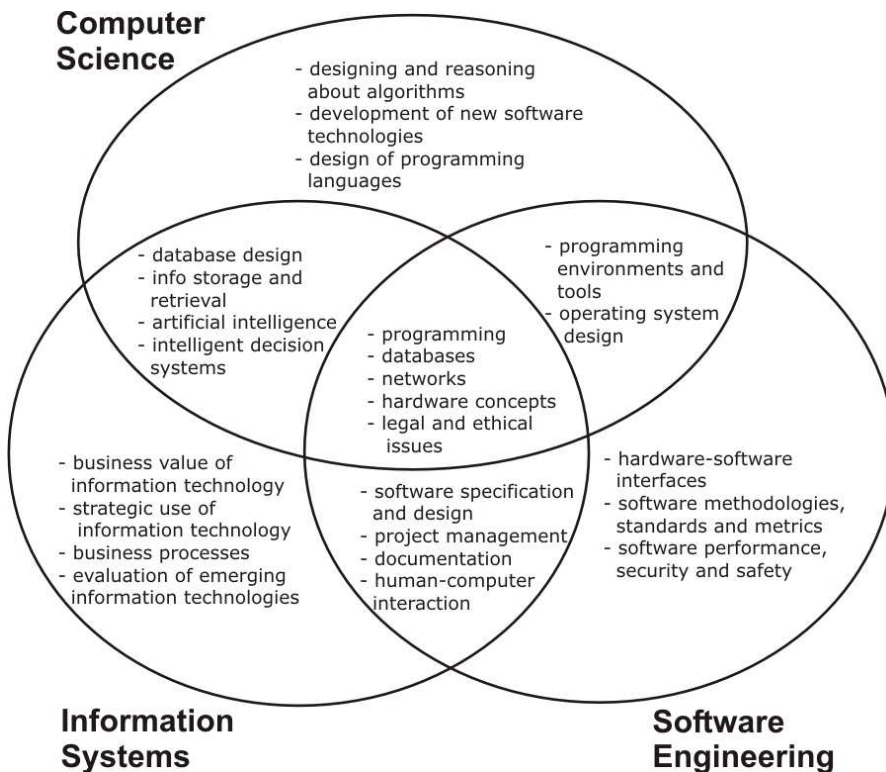 Computer
Science
- designing and reasoning
about algorithms
- development of new software
technologies
- design of programming
languages
- database design
- info storage and
retrieval
- artificial intelligence
- intelligent decision
systems
- programming
environments and
tools
- operating system
design
- programming
- databases
- networks
- hardware concepts
- legal and ethical
issues
- business value of
information technology
- strategic use of
information technology
- business processes
- evaluation of emerging
information technologies
- software specification
and design
- project management
- documentation
- human-computer
interaction
- hardware-software
interfaces
- software methodologies,
standards and metrics
- software performance,
security and safety
Information
Systems
Software
Engineering